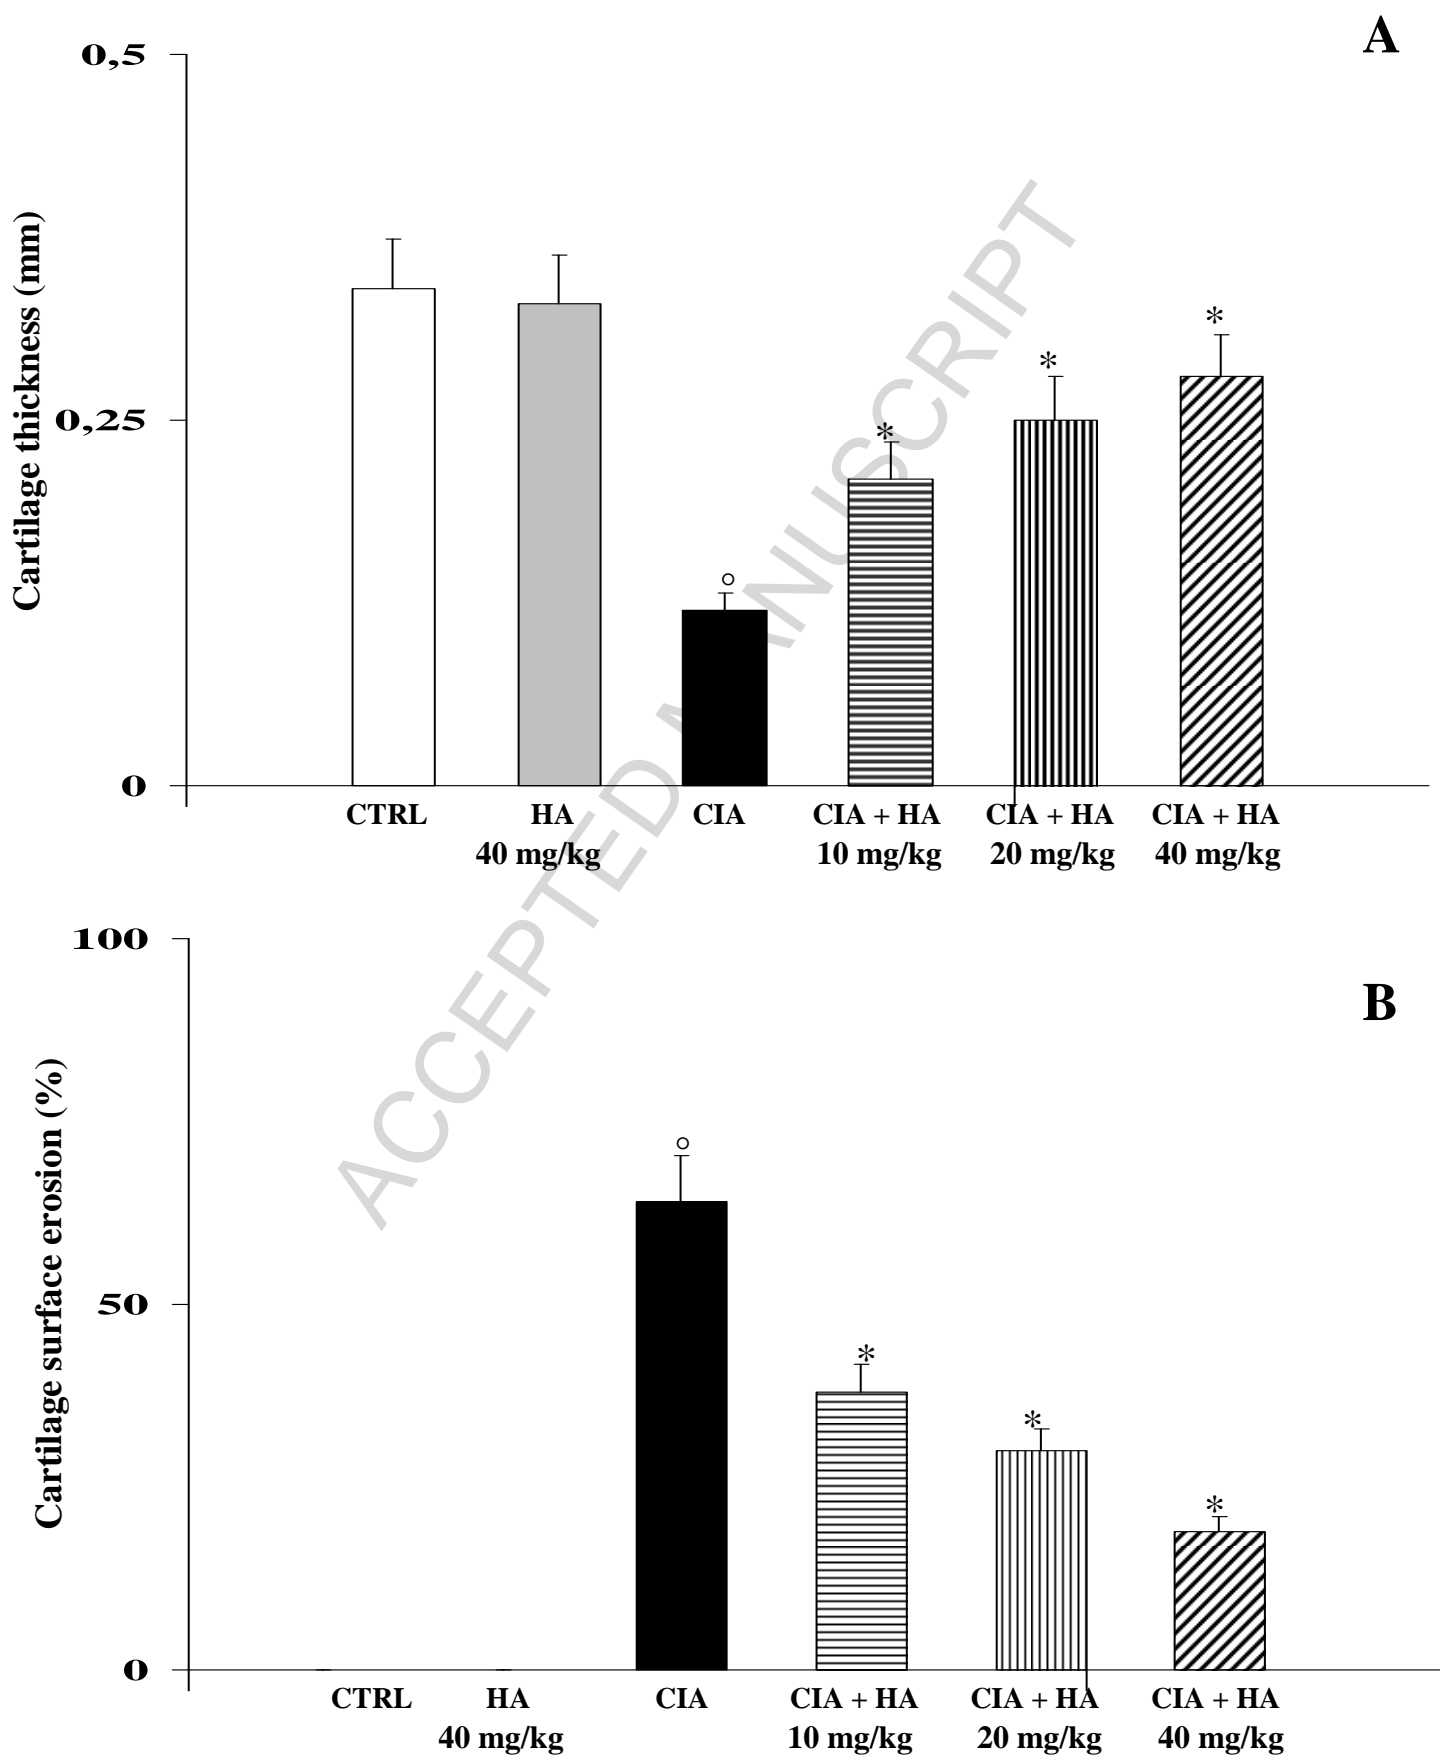 A
0,5
Cartilage thickness (mm)
*
*
0,25
*
°
0
CTRL HA CIA CIA + HA CIA + HA CIA + HA
40 mg/kg 10 mg/kg 20 mg/kg 40 mg/kg
ACCEPTED MANUSCRIPT
100
B
Cartilage surface erosion (%)
°
50
*
*
*
0
CTRL HA CIA CIA + HA CIA + HA CIA + HA
40 mg/kg 10 mg/kg 20 mg/kg 40 mg/kg